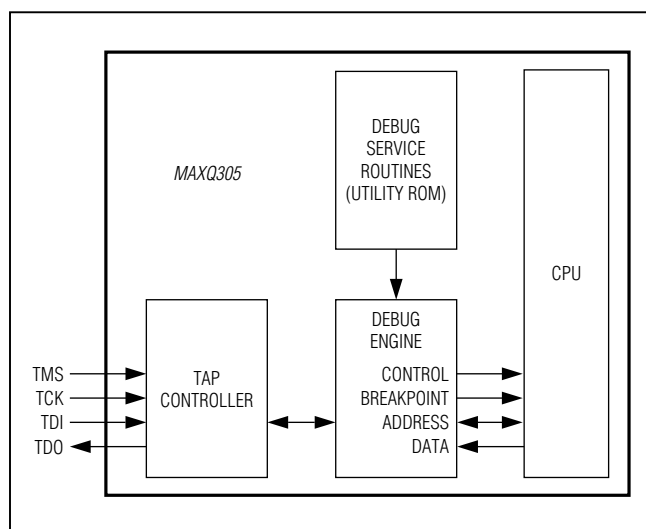 DEBUG
SERVICE
ROUTINES
(UTILITY ROM)
MAXQ305
CPU
DEBUG
ENGINE
TAP
CONTROLLER
TMS
TCK
TDI
TDO
CONTROL
BREAKPOINT
ADDRESS
DATA